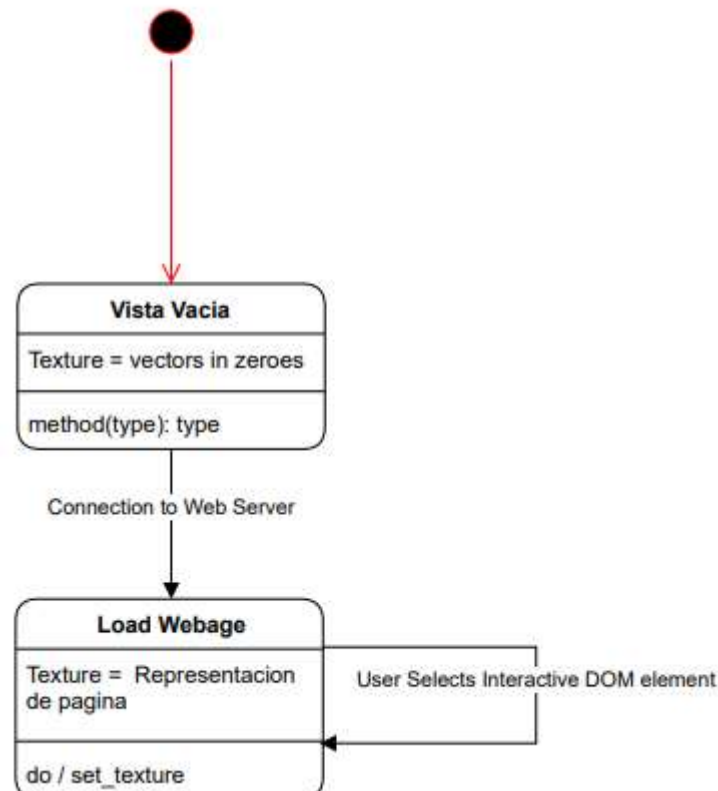 Vista Vacia
Texture = vectors in zeroes
method(type): type
Connection to Web Server
Load Webage
Texture = Representacion
de pagina
User Selects Interactive DOM element
do / set_texture